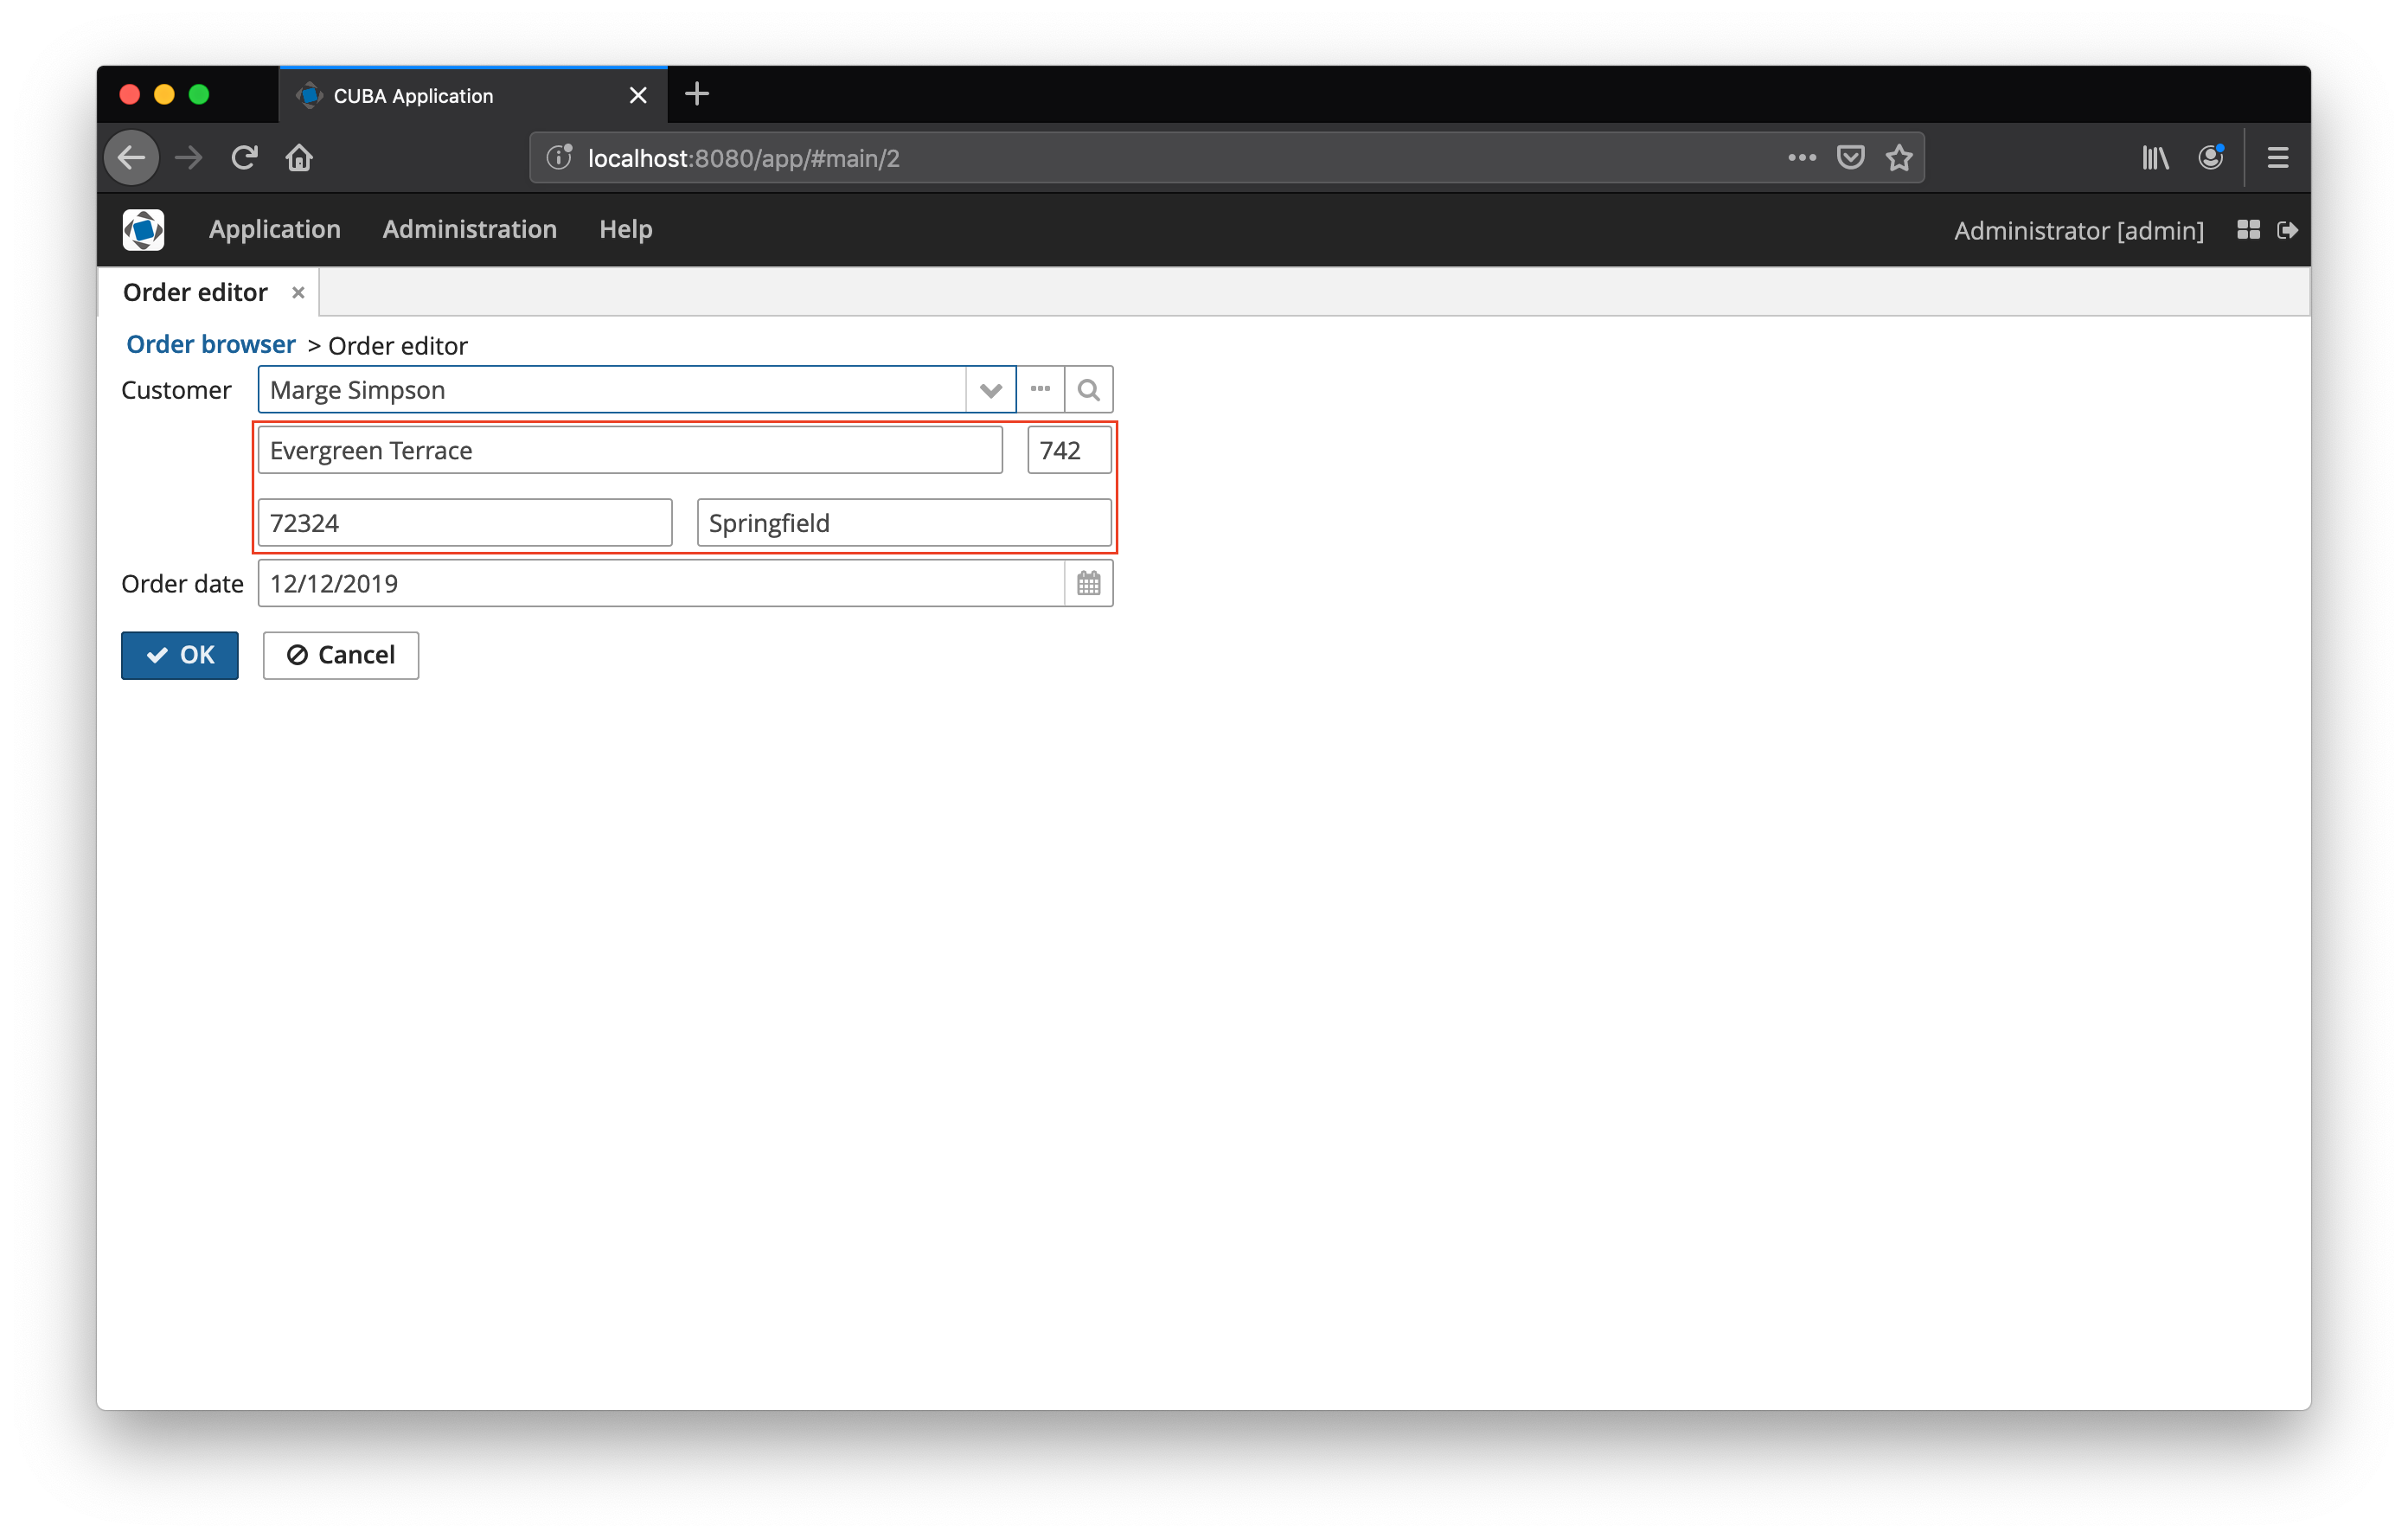 CUBA Application
localhost:8080/app/#main/2
Application Administration Help Administrator [admin]
Order editor
Order browser > Order editor
Customer Marge Simpson
Evergreen Terrace 742
72324 Springfield
Order date 12/12/2019
OK Cancel